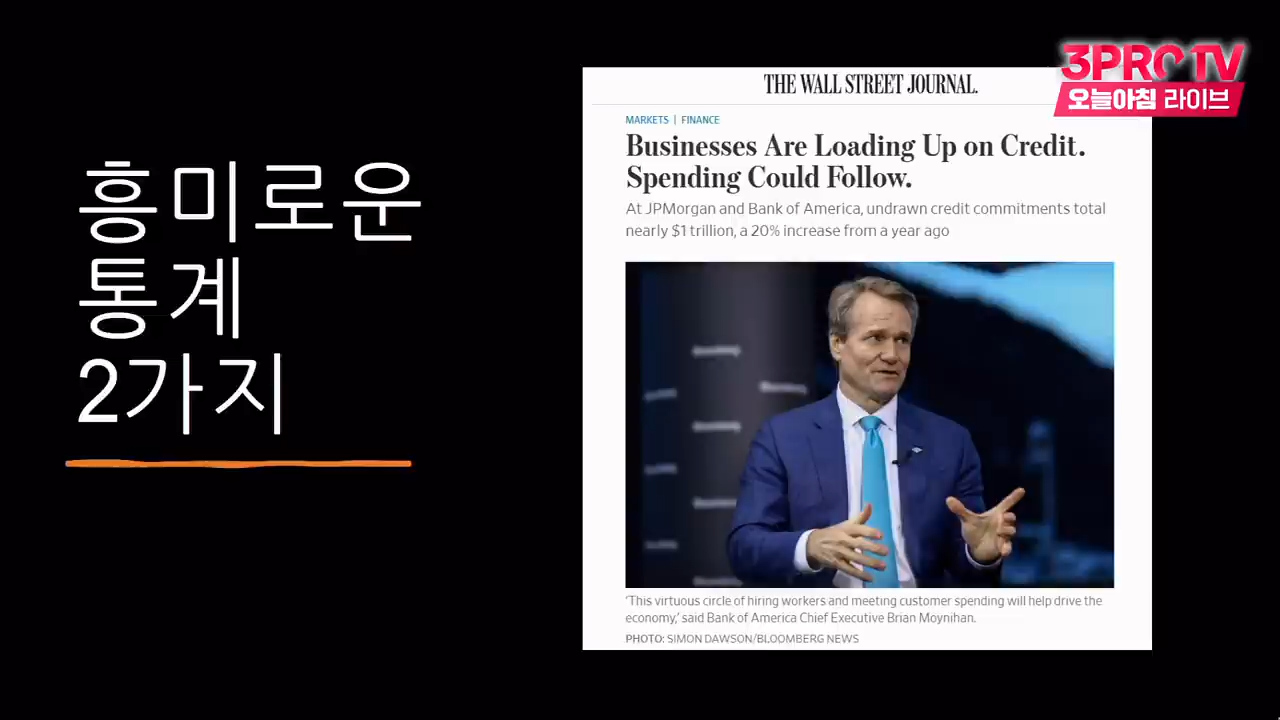 흥미로운
통계
2가지
THE WALL STREET JOURNAL.
3PRO TV
오늘아침 라이브
MARKETS | FINANCE
Businesses Are Loading Up on Credit.
Spending Could Follow.
At JPMorgan and Bank of America, undrawn credit commitments total
nearly $1 trillion, a 20% increase from a year ago
Bloomberg
Bloomberg
Bloomberg
'This virtuous circle of hiring workers and meeting customer spending will help drive the
economy,' said Bank of America Chief Executive Brian Moynihan.
PHOTO: SIMON DAWSON/BLOOMBERG NEWS